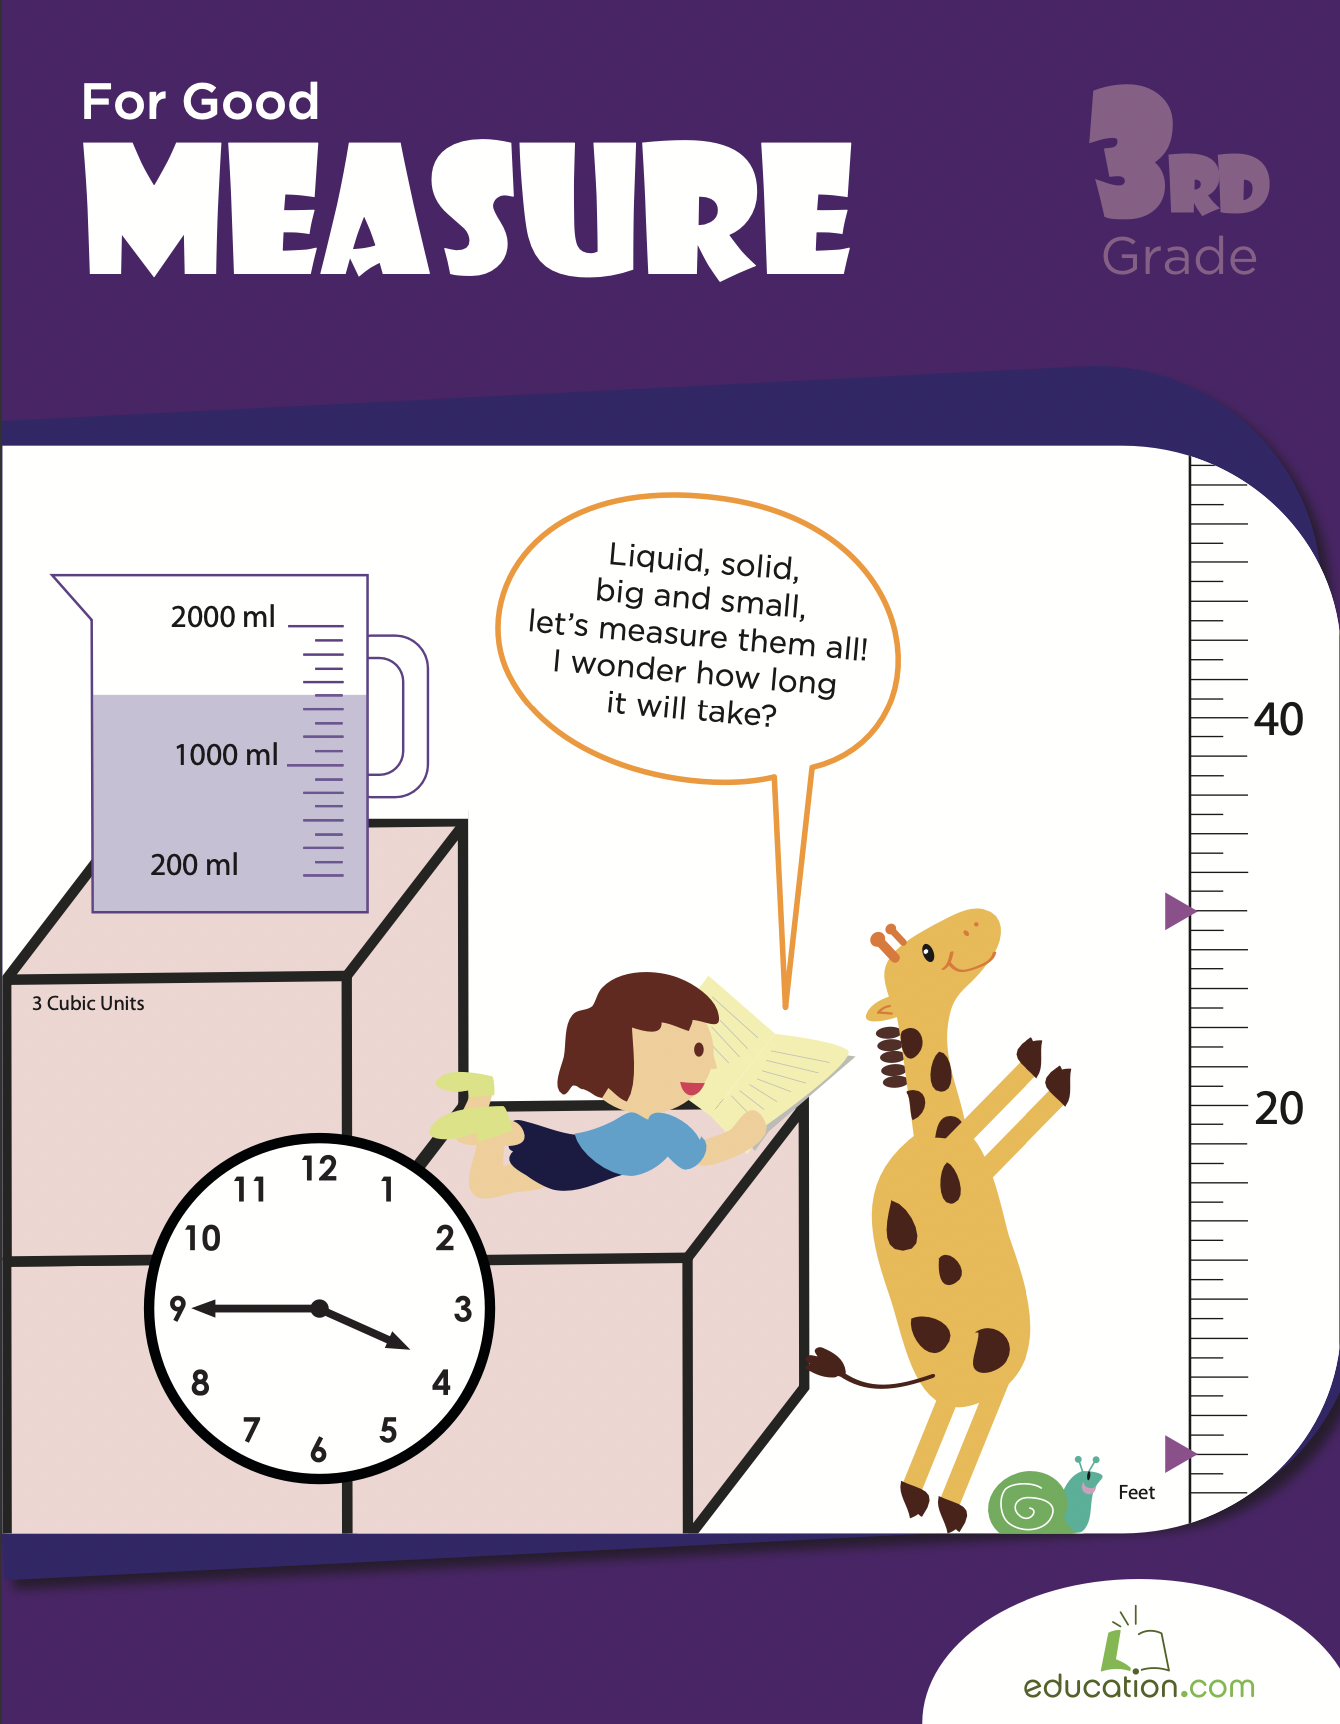 For Good
MEASURE
3RD
Grade
Liquid, solid,
big and small,
let's measure them all!
I wonder how long
it will take?
2000 ml
1000 ml
200 ml
3 Cubic Units
40
20
12
11
1
10
2
9
3
8
4
7
5
6
Feet
education.com